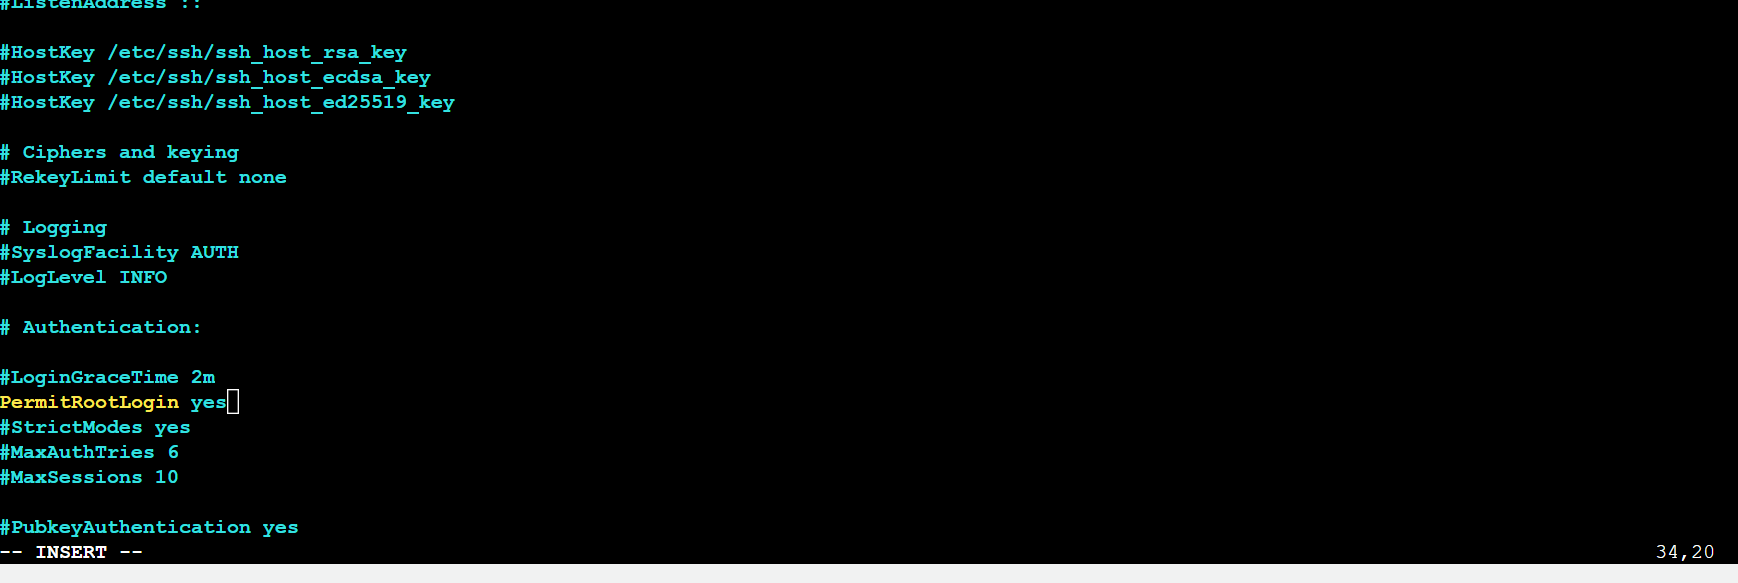 #ListenAddress ::
#HostKey /etc/ssh/ssh_host_rsa_key
#HostKey /etc/ssh/ssh_host_ecdsa_key
#HostKey /etc/ssh/ssh_host_ed25519_key
# Ciphers and keying
#RekeyLimit default none
# Logging
#SyslogFacility AUTH
#LogLevel INFO
# Authentication:
#LoginGraceTime 2m
PermitRootLogin yes
#StrictModes yes
#MaxAuthTries 6
#MaxSessions 10
#PubkeyAuthentication yes
-- INSERT -- 34,20